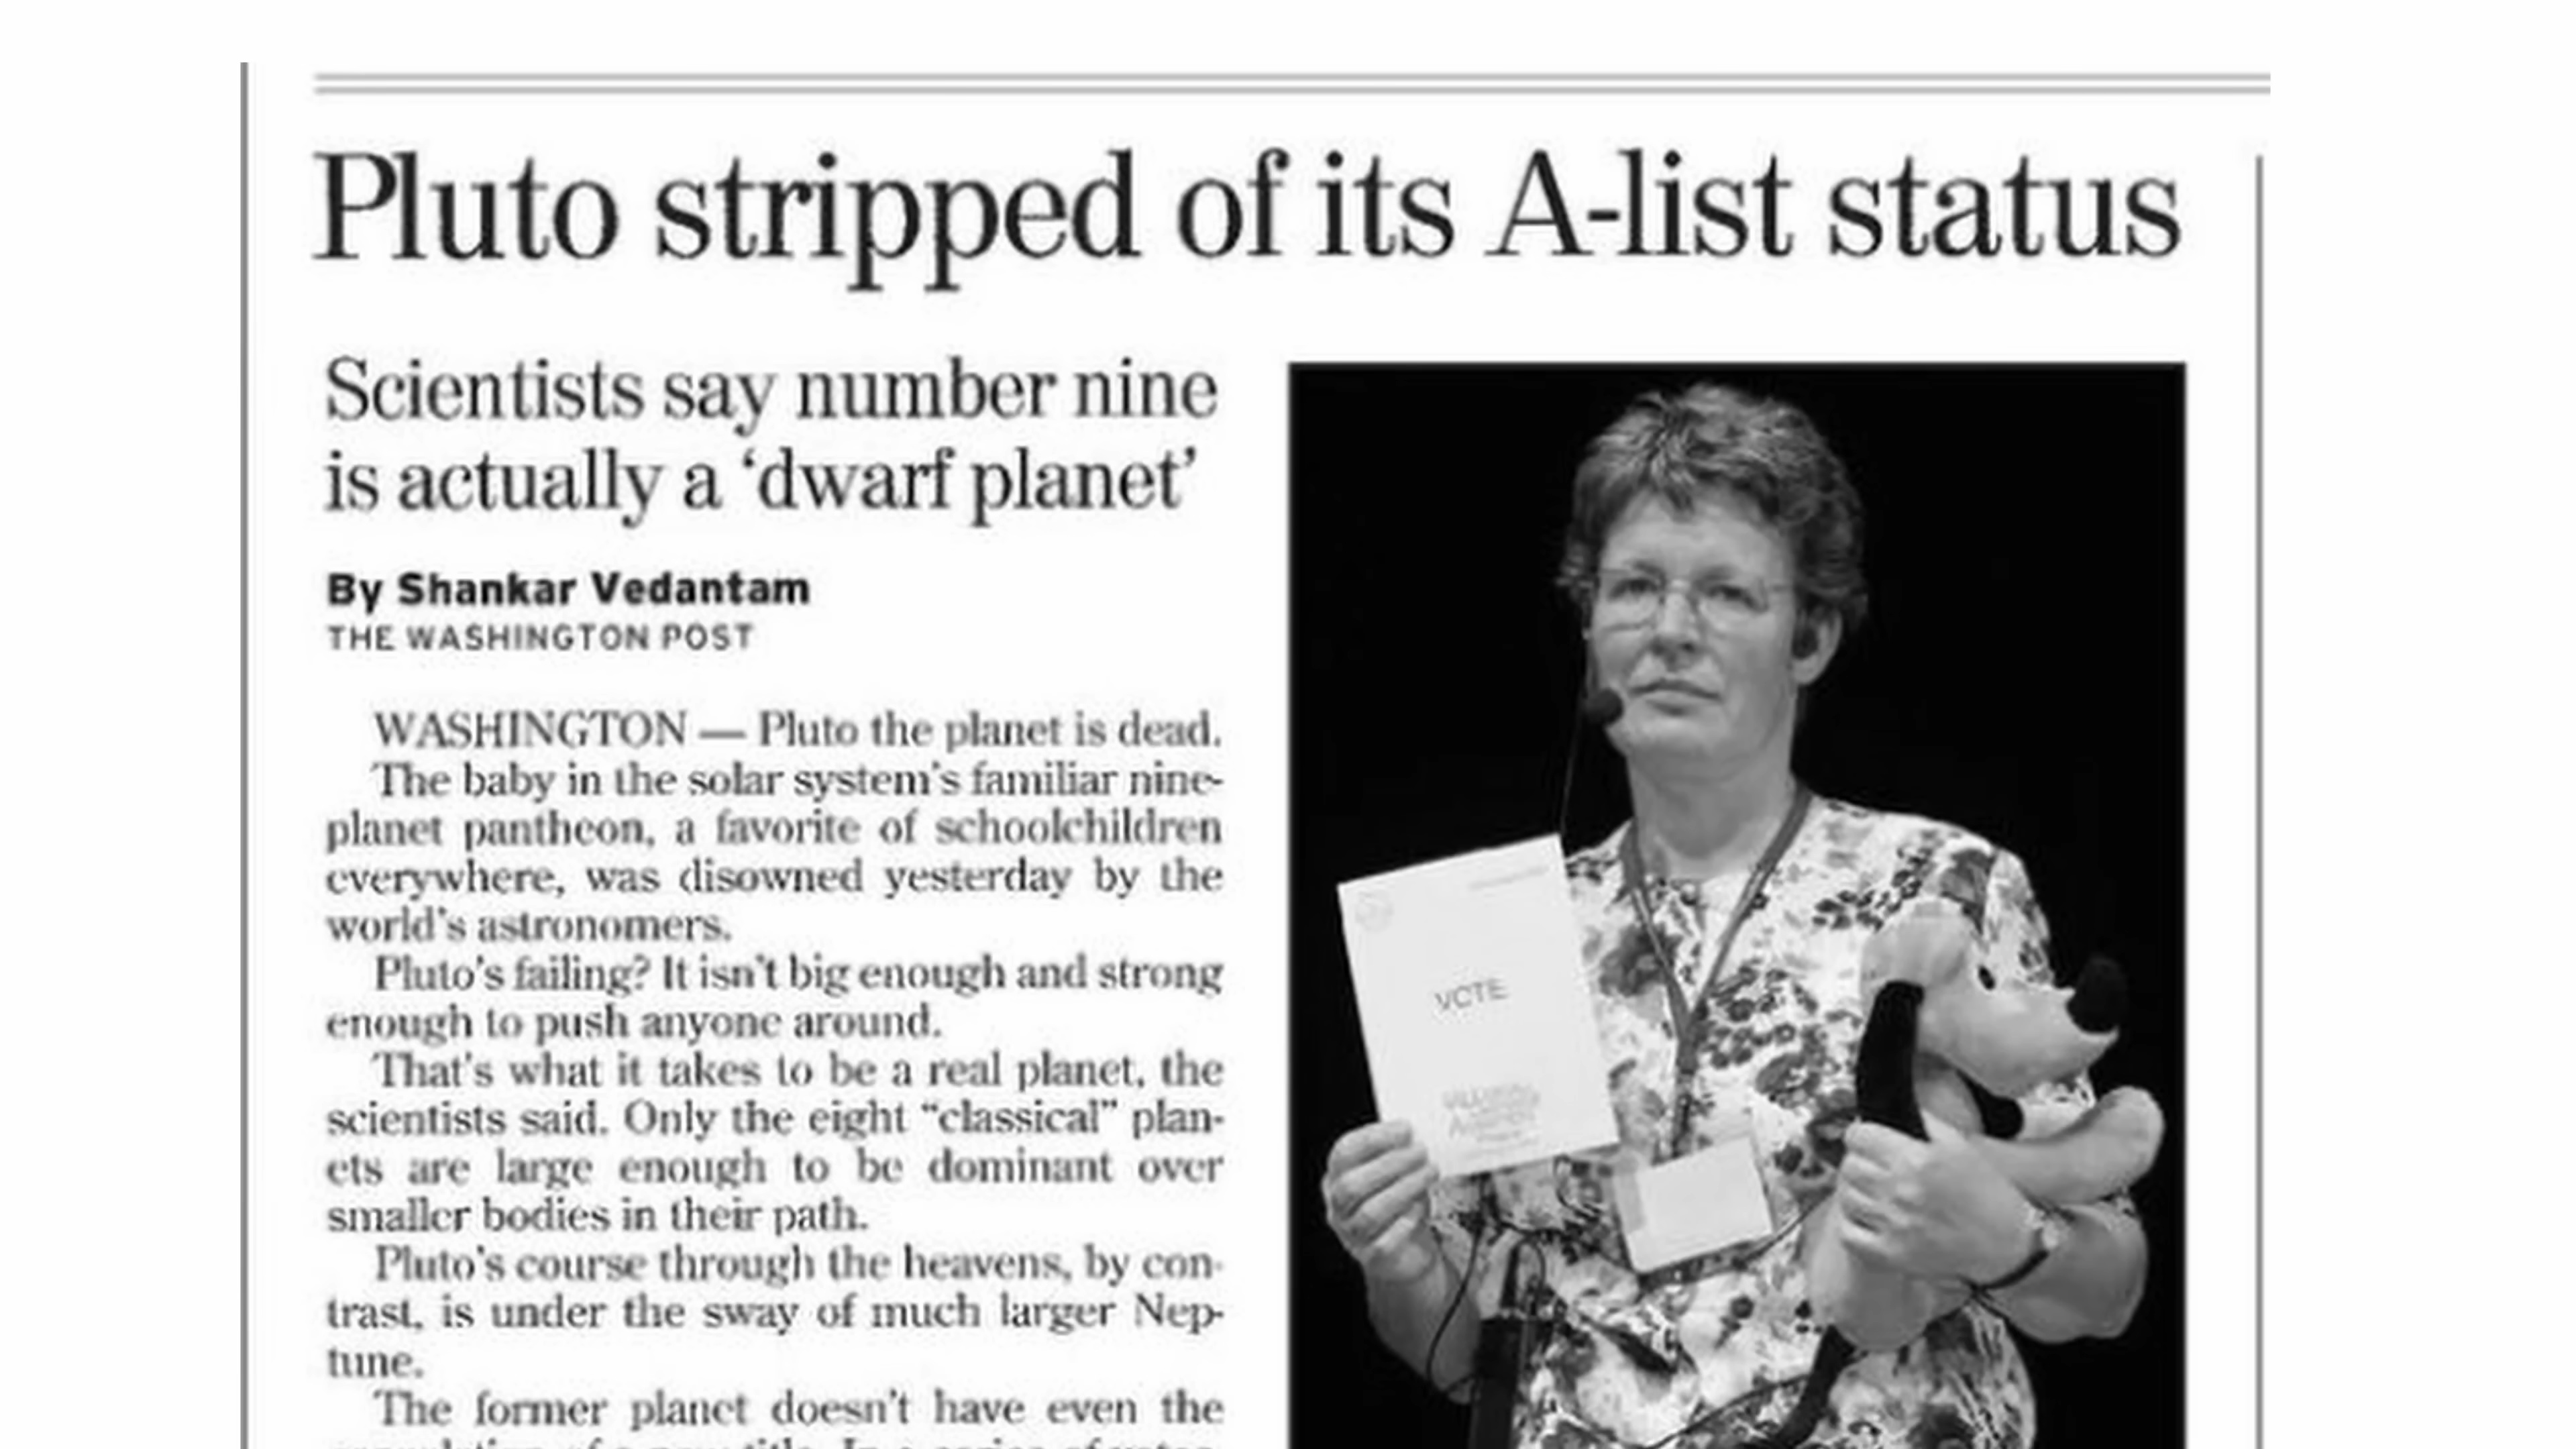 Pluto stripped of its A-list status
Scientists say number nine
is actually a ‘dwarf planet’
By Shankar Vedantam
THE WASHINGTON POST
WASHINGTON — Pluto the planet is dead.
The baby in the solar system’s familiar nine-
planet pantheon, a favorite of schoolchildren
everywhere, was disowned yesterday by the
world’s astronomers.
Pluto’s failing? It isn’t big enough and strong
enough to push anyone around.
That’s what it takes to be a real planet, the
scientists said. Only the eight “classical” plan-
ets are large enough to be dominant over
smaller bodies in their path.
Pluto’s course through the heavens, by con-
trast, is under the sway of much larger Nep-
tune.
The former planet doesn’t have even the
VOTE